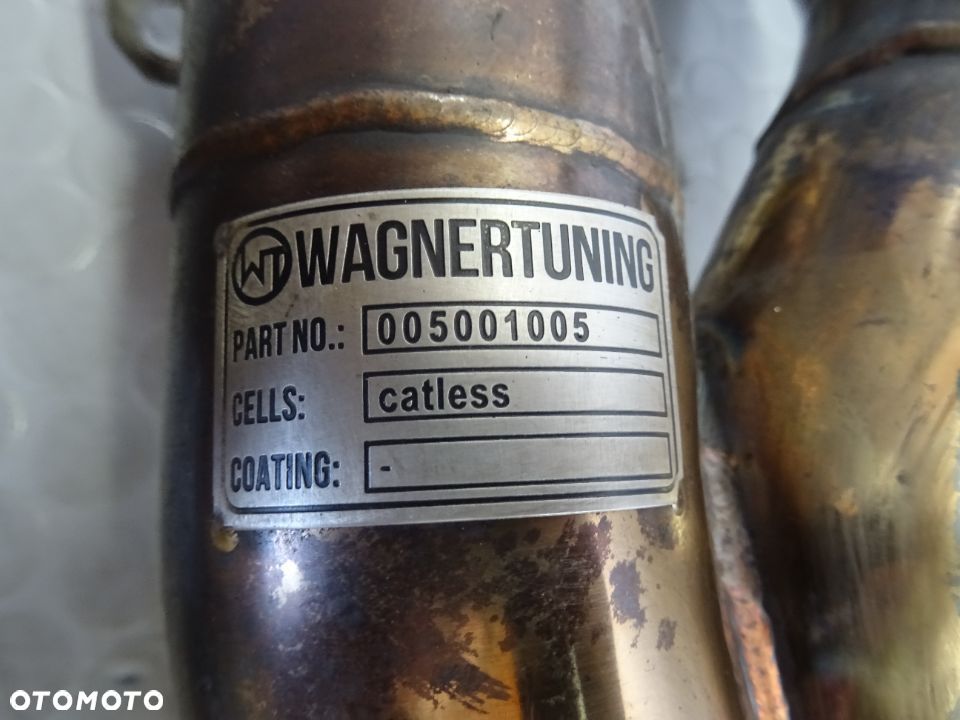 WT WAGNERTUNING
PART NO.: 005001005
CELLS: catless
COATING: -
OTOMOTO